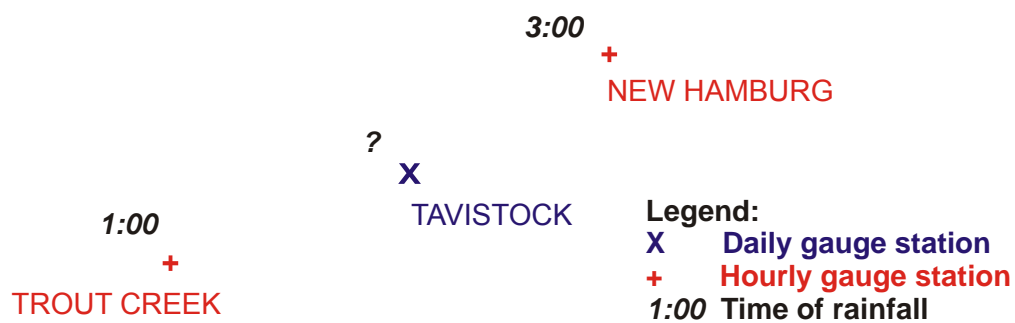 3:00
+
NEW HAMBURG
?
X
TAVISTOCK
1:00
+
TROUT CREEK
Legend:
X Daily gauge station
+ Hourly gauge station
1:00 Time of rainfall